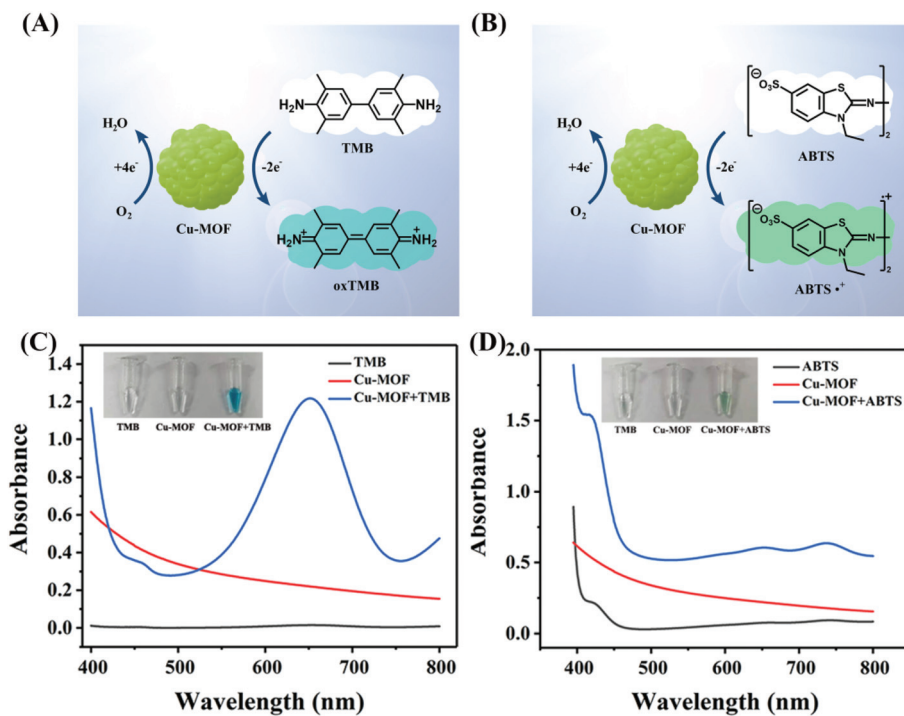 (A)
H₂O
+4e⁻
O₂
Cu-MOF
-2e⁻
H₂N
NH₂
TMB
H₂N
+
+
NH₂
oxTMB
(B)
H₂O
+4e⁻
O₂
Cu-MOF
-2e⁻
⊖
O₃S
S
N
N
2
ABTS
⊖
O₃S
S
N
N
•+
2
ABTS •⁺
(C)
TMB
Cu-MOF
Cu-MOF+TMB
TMB Cu-MOF Cu-MOF+TMB
Absorbance
1.4
1.2
1.0
0.8
0.6
0.4
0.2
0.0
400 500 600 700 800
Wavelength (nm)
(D)
ABTS
Cu-MOF
Cu-MOF+ABTS
TMB Cu-MOF Cu-MOF+ABTS
Absorbance
2.0
1.5
1.0
0.5
0.0
400 500 600 700 800
Wavelength (nm)